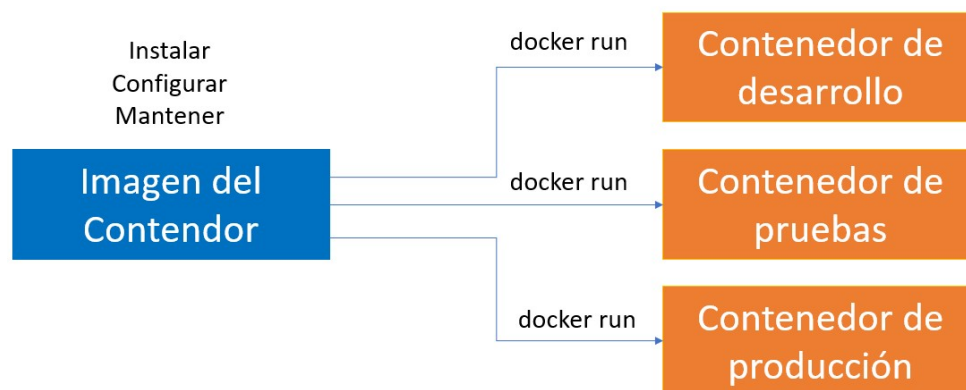 Instalar
Configurar
Mantener
Imagen del
Contendor
docker run
Contenedor de
desarrollo
docker run
Contenedor de
pruebas
docker run
Contenedor de
producción